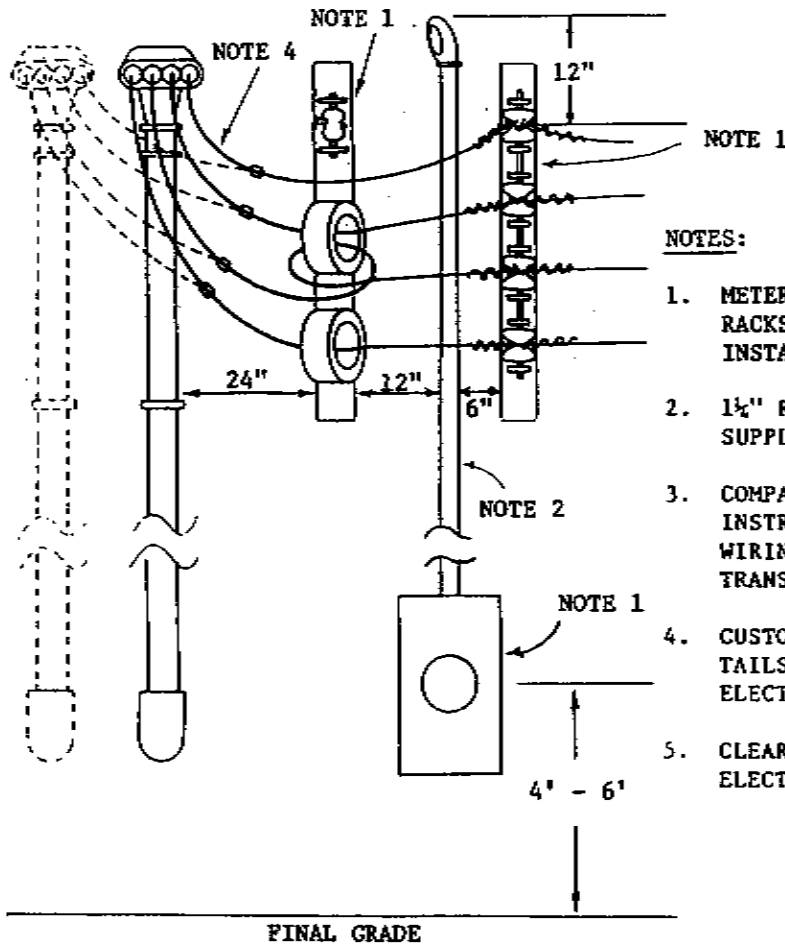 NOTE 1
NOTE 4
12"
NOTE 1
24"
12"
6"
NOTE 2
NOTE 1
4' - 6'
FINAL GRADE
NOTES:
1. METER
RACKS
INSTA
2. 1¼"
SUPPL
3. COMPA
INSTR
WIRIN
TRANS
4. CUSTO
TAILS
ELECT
5. CLEAR
ELECT